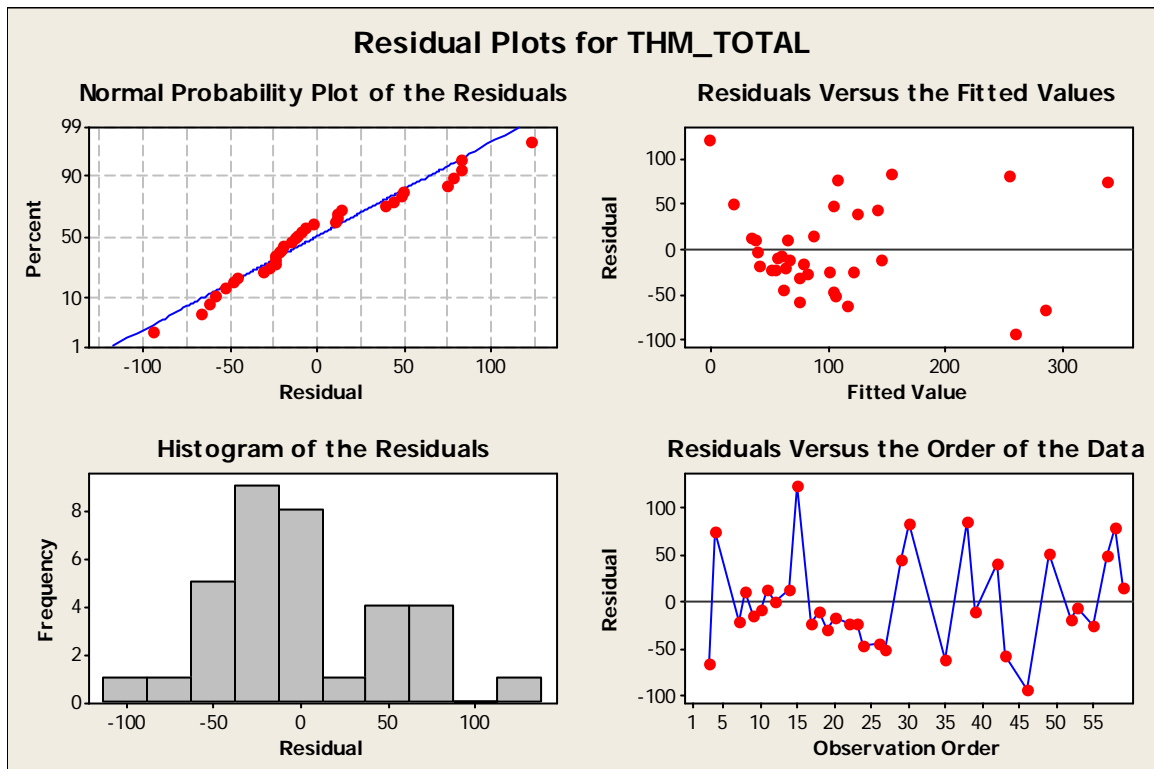 Residual Plots for THM_TOTAL
Normal Probability Plot of the Residuals
Percent
99
90
50
10
1
-100 -50 0 50 100
Residual
Residuals Versus the Fitted Values
Residual
100
50
0
-50
-100
0 100 200 300
Fitted Value
Histogram of the Residuals
Frequency
8
6
4
2
0
-100 -50 0 50 100
Residual
Residuals Versus the Order of the Data
Residual
100
50
0
-50
-100
1 5 10 15 20 25 30 35 40 45 50 55
Observation Order